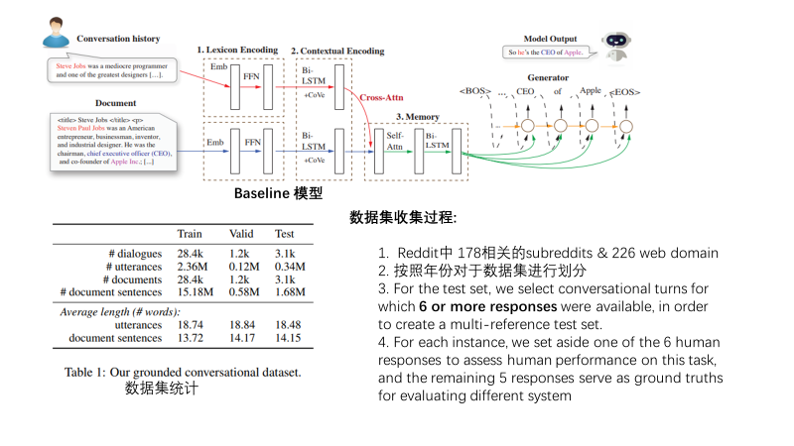 Conversation history
Steve Jobs was a mediocre programmer
and one of the greatest designers [...].
Document
<title> Steve Jobs </title> <p>
Steven Paul Jobs was an American
entrepreneur, businessman, inventor,
and industrial designer. He was the
chairman, chief executive officer (CEO),
and co-founder of Apple Inc.; [...]
1. Lexicon Encoding
2. Contextual Encoding
Emb
FFN
Bi-
LSTM
+CoVe
Cross-Attn
Emb
FFN
Bi-
LSTM
+CoVe
3. Memory
Self-
Attn
Bi-
LSTM
Model Output
So he's the CEO of Apple.
Generator
<BOS> ... CEO of Apple <EOS>
Baseline 模型
Train Valid Test
# dialogues 28.4k 1.2k 3.1k
# utterances 2.36M 0.12M 0.34M
# documents 28.4k 1.2k 3.1k
# document sentences 15.18M 0.58M 1.68M
Average length (# words):
utterances 18.74 18.84 18.48
document sentences 13.72 14.17 14.15
Table 1: Our grounded conversational dataset.
数据集统计
数据集收集过程:
1. Reddit中 178相关的subreddits & 226 web domain
2. 按照年份对于数据集进行划分
3. For the test set, we select conversational turns for
which 6 or more responses were available, in order
to create a multi-reference test set.
4. For each instance, we set aside one of the 6 human
responses to assess human performance on this task,
and the remaining 5 responses serve as ground truths
for evaluating different system